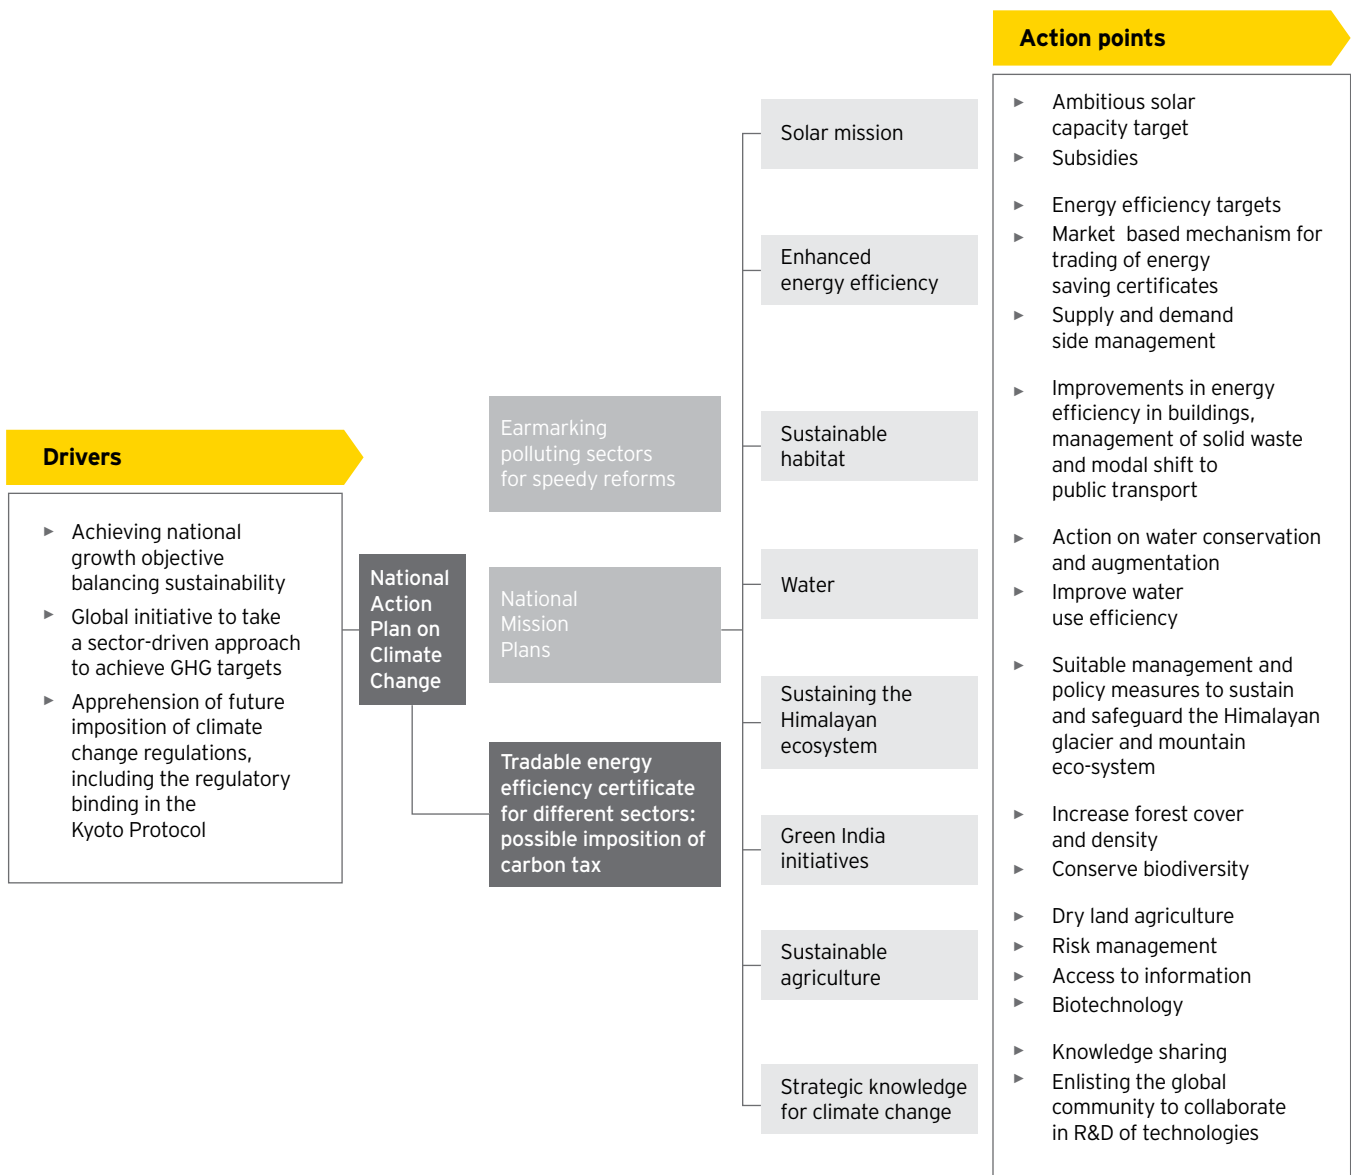 Drivers
Achieving national
growth objective
balancing sustainability
Global initiative to take
a sector-driven approach
to achieve GHG targets
Apprehension of future
imposition of climate
change regulations,
including the regulatory
binding in the
Kyoto Protocol
National
Action
Plan on
Climate
Change
Earmarking
polluting sectors
for speedy reforms
National
Mission
Plans
Tradable energy
efficiency certificate
for different sectors:
possible imposition of
carbon tax
Solar mission
Enhanced
energy efficiency
Sustainable
habitat
Water
Sustaining the
Himalayan
ecosystem
Green India
initiatives
Sustainable
agriculture
Strategic knowledge
for climate change
Action points
Ambitious solar
capacity target
Subsidies
Energy efficiency targets
Market based mechanism for
trading of energy
saving certificates
Supply and demand
side management
Improvements in energy
efficiency in buildings,
management of solid waste
and modal shift to
public transport
Action on water conservation
and augmentation
Improve water
use efficiency
Suitable management and
policy measures to sustain
and safeguard the Himalayan
glacier and mountain
eco-system
Increase forest cover
and density
Conserve biodiversity
Dry land agriculture
Risk management
Access to information
Biotechnology
Knowledge sharing
Enlisting the global
community to collaborate
in R&D of technologies